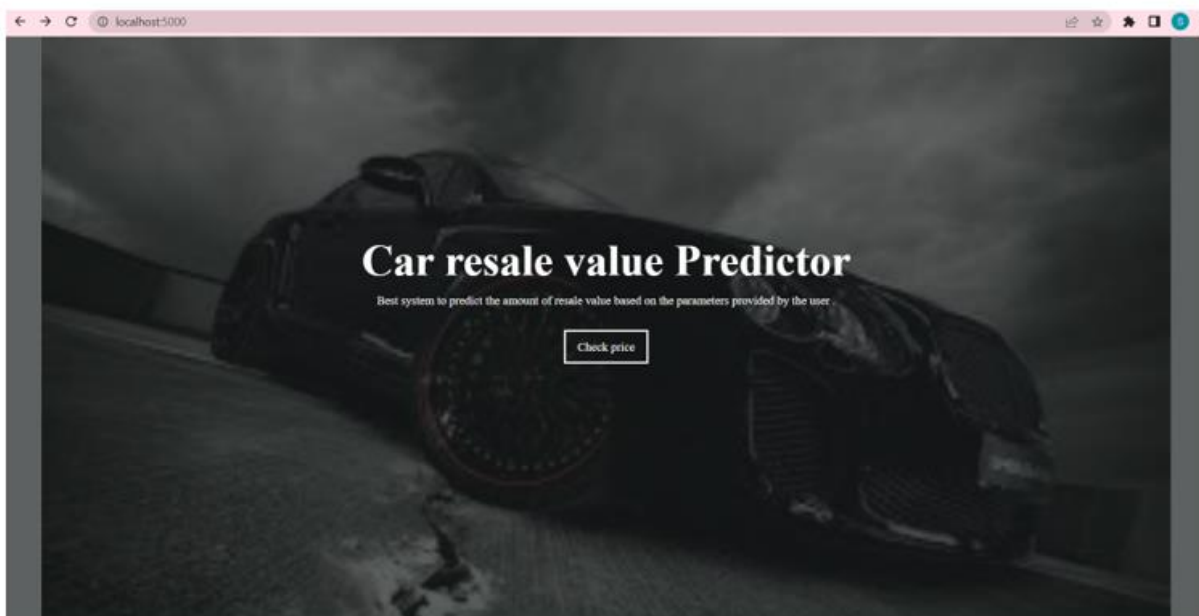 localhost:5000
S
Car resale value Predictor
Best system to predict the amount of resale value based on the parameters provided by the user .
Check price